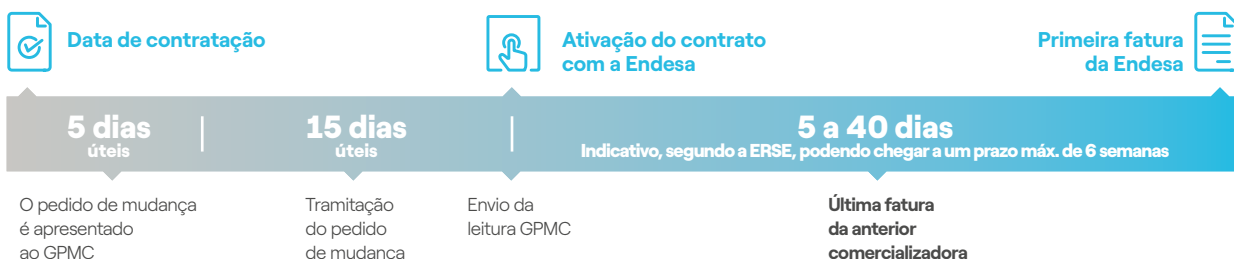 Data de contratação
Ativação do contrato
com a Endesa
Primeira fatura
da Endesa
5 dias
úteis
15 dias
úteis
5 a 40 dias
Indicativo, segundo a ERSE, podendo chegar a um prazo máx. de 6 semanas
O pedido de mudança
é apresentado
ao GPMC
Tramitação
do pedido
de mudança
Envio da
leitura GPMC
Última fatura
da anterior
comercializadora